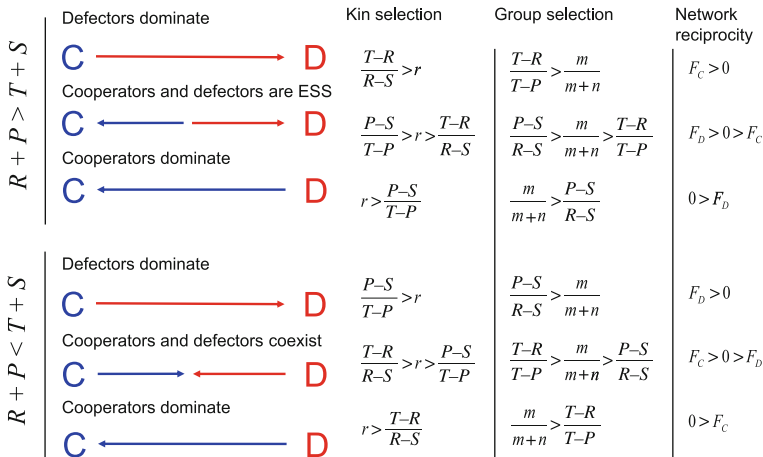 Kin selection Group selection Network
reciprocity
R + P > T + S
Defectors dominate
C D
T–R/R–S > r
T–R/T–P > m/m+n
F_C > 0
Cooperators and defectors are ESS
C D
P–S/T–P > r > T–R/R–S
P–S/R–S > m/m+n > T–R/T–P
F_D > 0 > F_C
Cooperators dominate
C D
r > P–S/T–P
m/m+n > P–S/R–S
0 > F_D
R + P < T + S
Defectors dominate
C D
P–S/T–P > r
P–S/R–S > m/m+n
F_D > 0
Cooperators and defectors coexist
C D
T–R/R–S > r > P–S/T–P
T–R/T–P > m/m+n > P–S/R–S
F_C > 0 > F_D
Cooperators dominate
C D
r > T–R/R–S
m/m+n > T–R/T–P
0 > F_C